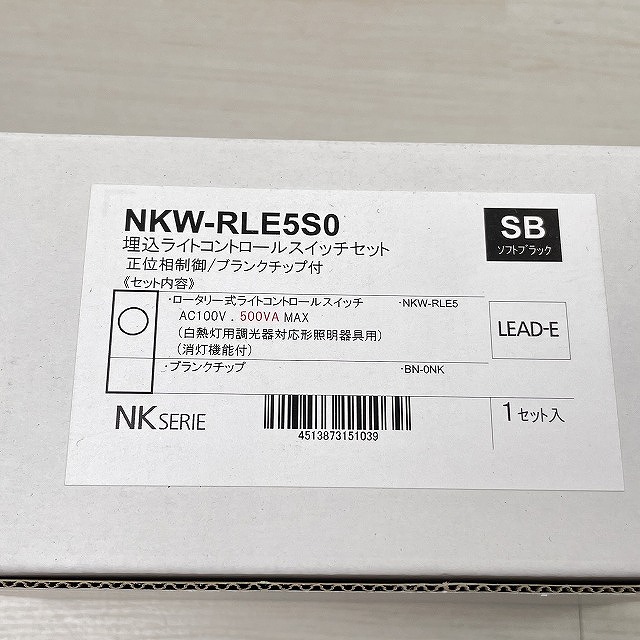 NKW-RLE5S0
埋込ライトコントロールスイッチセット
正位相制御/ブランクチップ付
《セット内容》
・ロータリー式ライトコントロールスイッチ ・NKW-RLE5
AC100V . 500VA MAX
(白熱灯用調光器対応形照明器具用)
(消灯機能付)
・ブランクチップ ・BN-0NK
SB
ソフトブラック
LEAD-E
NK SERIE
4513873151039
1セット入